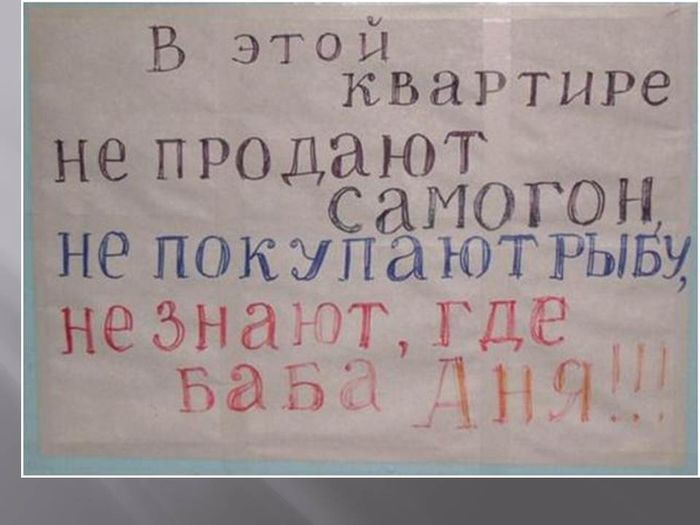 В этой
квартире
не продают
самогон,
не покупают рыбу,
не знают, где
баба Аня!!!